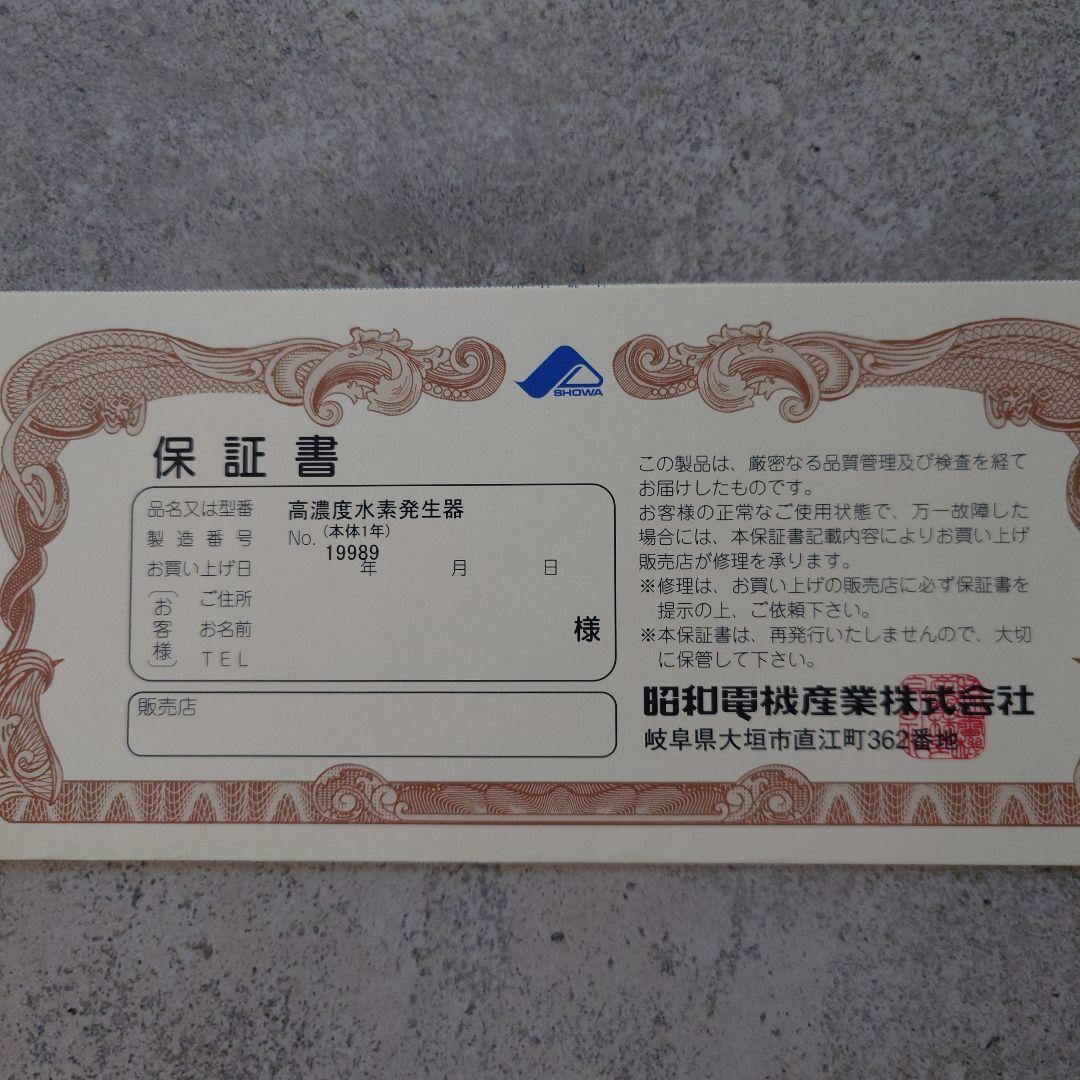 SHOWA
保証書
品名又は型番 高濃度水素発生器
(本体1年)
製造番号 No. 19989
お買い上げ日 年 月 日
お客様
ご住所
お名前 様
TEL
販売店
この製品は、厳密なる品質管理及び検査を経て
お届けしたものです。
お客様の正常なご使用状態で、万一故障した
場合には、本保証書記載内容によりお買い上げ
販売店が修理を承ります。
※修理は、お買い上げの販売店に必ず保証書を
提示の上、ご依頼下さい。
※本保証書は、再発行いたしませんので、大切
に保管して下さい。
昭和電機産業株式会社
岐阜県大垣市直江町362番地